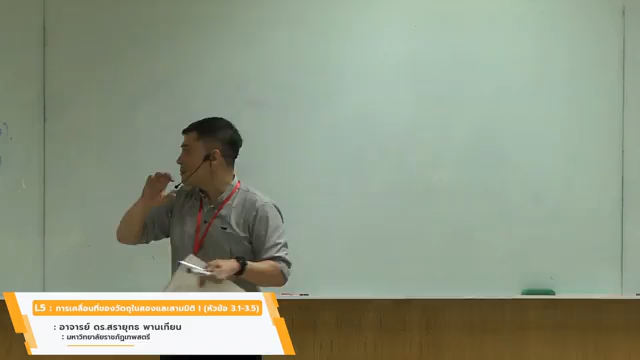 L5 : การเคลื่อนที่ของวัตถุในสองและสามมิติ I (หัวข้อ 3.1-3.5)
: อาจารย์ ดร.สรายุทธ พานเทียน
: มหาวิทยาลัยราชภัฏเทพสตรี